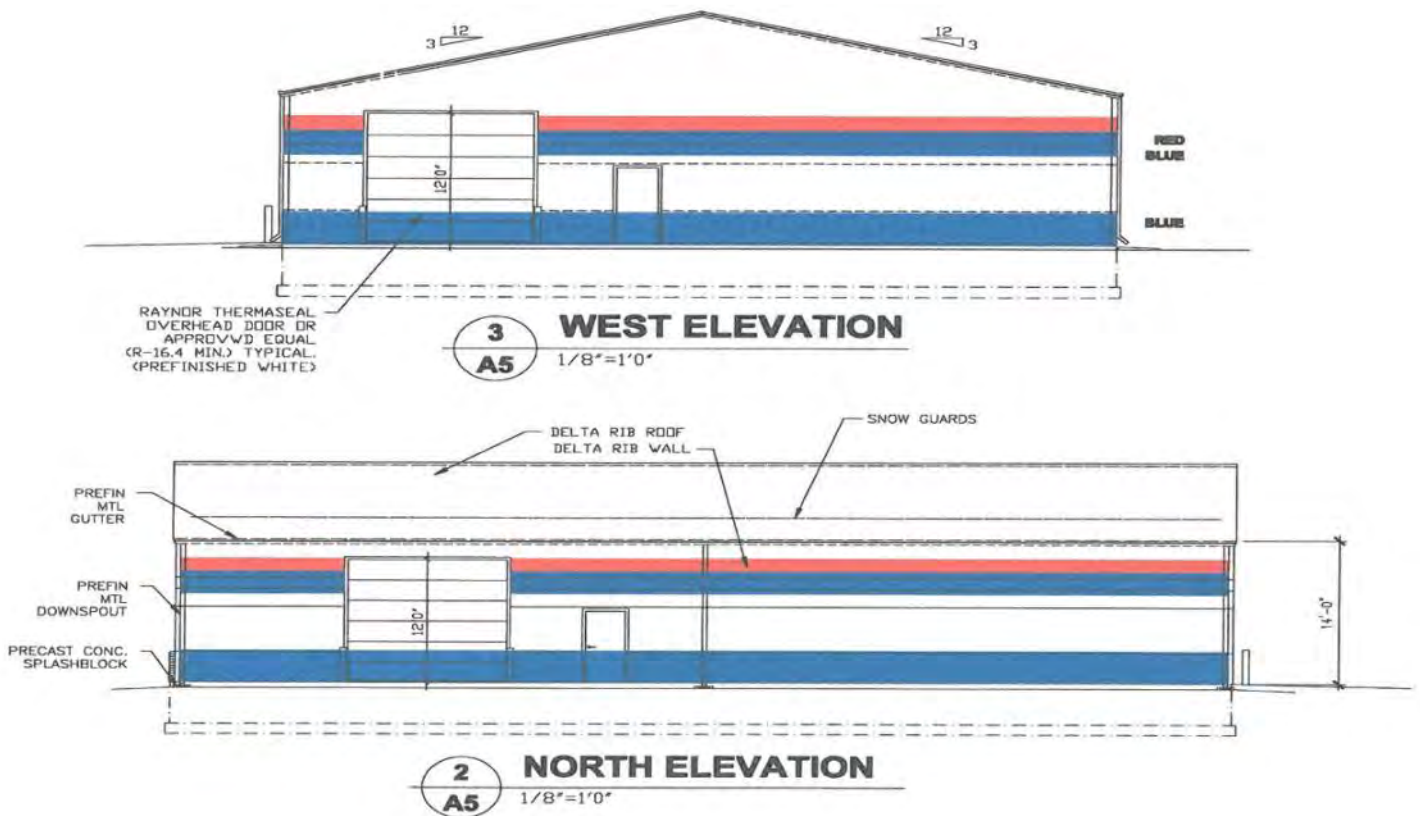 12
3
12
3
RED
BLUE
12'0"
BLUE
RAYNOR THERMASEAL
OVERHEAD DOOR OR
APPROVWD EQUAL
(R-16.4 MIN.) TYPICAL.
(PREFINISHED WHITE)
3
A5
WEST ELEVATION
1/8"=1'0"
DELTA RIB ROOF
DELTA RIB WALL
SNOW GUARDS
PREFIN
MTL
GUTTER
PREFIN
MTL
DOWNSPOUT
12'0"
14'-0"
PRECAST CONC.
SPLASHBLOCK
2
A5
NORTH ELEVATION
1/8"=1'0"